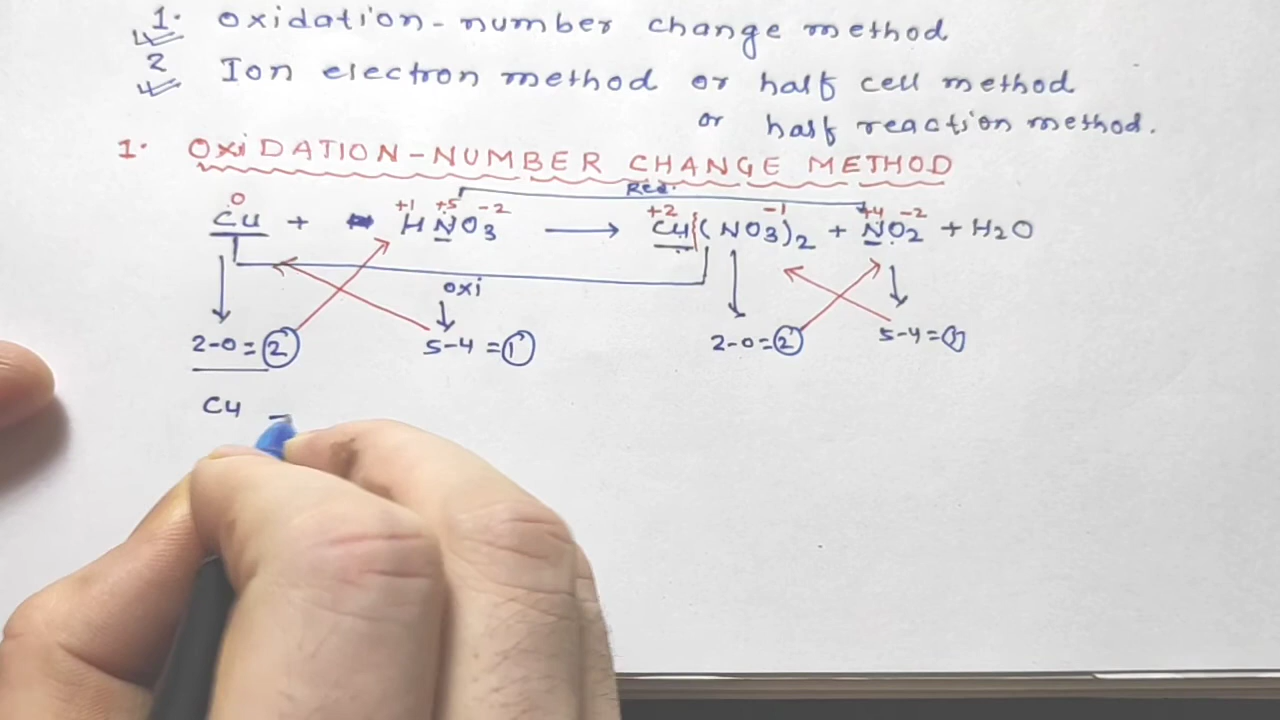 1. Oxidation-number change method
2 Ion electron method or half cell method
or half reaction method.
1. OXiDATION-NUMBER CHANGE METHOD
Red.
0 +1 +5 -2 +2 -1 +4 -2
Cu + HNO3 → Cu(NO3)2 + NO2 + H2O
oxi
2-0=2 5-4=1 2-0=2 5-4=1
Cu